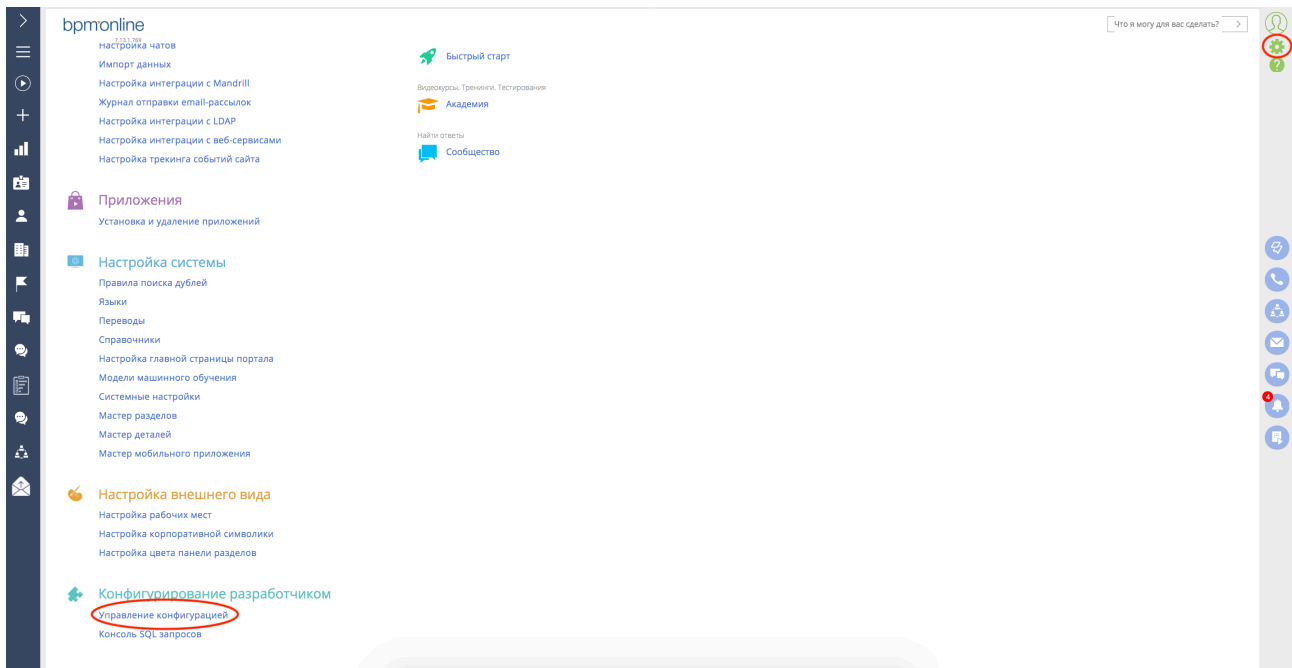 bpm'online
7.13.1.769
Что я могу для вас сделать?
Настройка чатов
Импорт данных
Настройка интеграции с Mandrill
Журнал отправки email-рассылок
Настройка интеграции с LDAP
Настройка интеграции с веб-сервисами
Настройка трекинга событий сайта
Приложения
Установка и удаление приложений
Настройка системы
Правила поиска дублей
Языки
Переводы
Справочники
Настройка главной страницы портала
Модели машинного обучения
Системные настройки
Мастер разделов
Мастер деталей
Мастер мобильного приложения
Настройка внешнего вида
Настройка рабочих мест
Настройка корпоративной символики
Настройка цвета панели разделов
Конфигурирование разработчиком
Управление конфигурацией
Консоль SQL запросов
Быстрый старт
Видеокурсы. Тренинги. Тестирования
Академия
Найти ответы
Сообщество
?
4